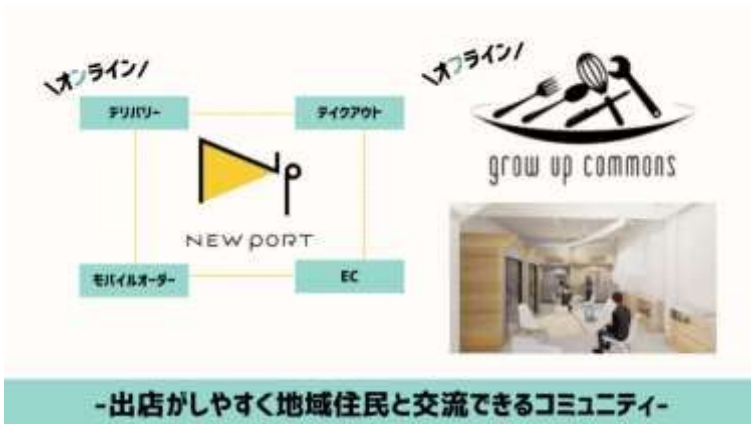 \オンライン/
デリバリー
テイクアウト
NEW PORT
モバイルオーダー
EC
\オフライン/
grow up commons
-出店がしやすく地域住民と交流できるコミュニティ-